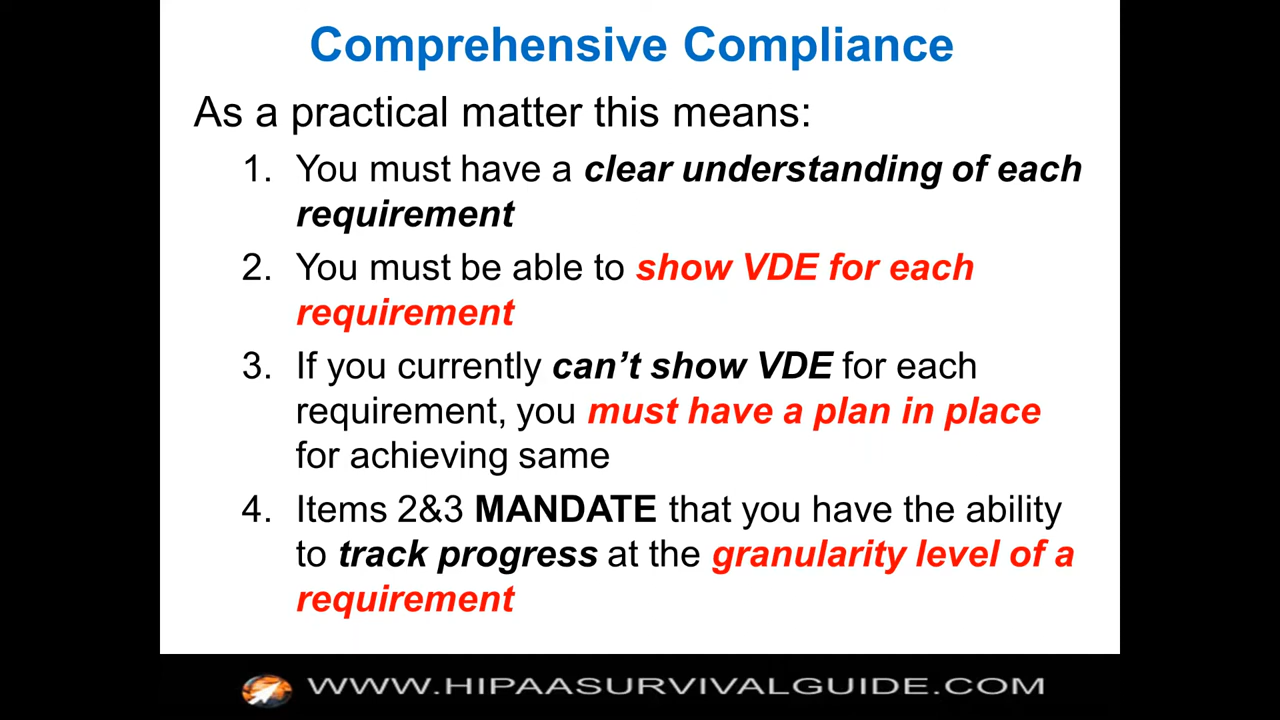 Comprehensive Compliance
As a practical matter this means:
1. You must have a clear understanding of each
requirement
2. You must be able to show VDE for each
requirement
3. If you currently can’t show VDE for each
requirement, you must have a plan in place
for achieving same
4. Items 2&3 MANDATE that you have the ability
to track progress at the granularity level of a
requirement
WWW.HIPAASURVIVALGUIDE.COM